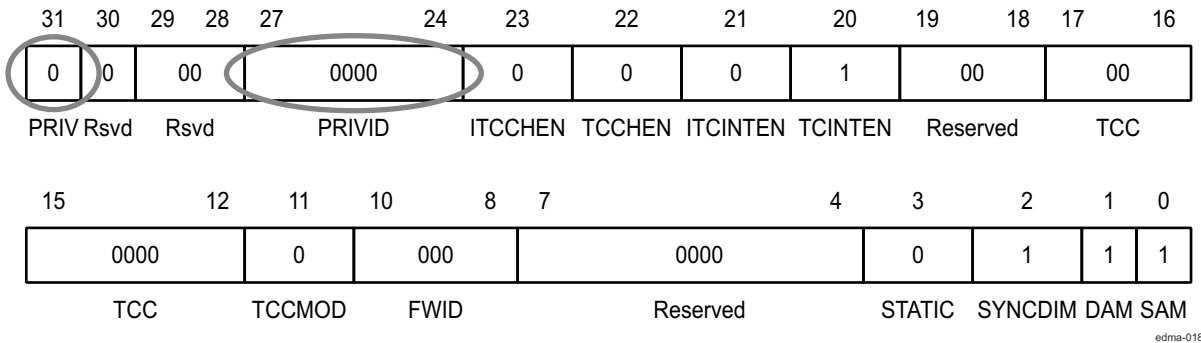 31 30 29 28 27 24 23 22 21 20 19 18 17 16
0 0 00 0000 0 0 0 1 00 00
PRIV Rsvd Rsvd PRIVID ITCCHEN TCCHEN ITCINTEN TCINTEN Reserved TCC
15 12 11 10 8 7 4 3 2 1 0
0000 0 000 0000 0 1 1 1
TCC TCCMOD FWID Reserved STATIC SYNCDIM DAM SAM
edma-018